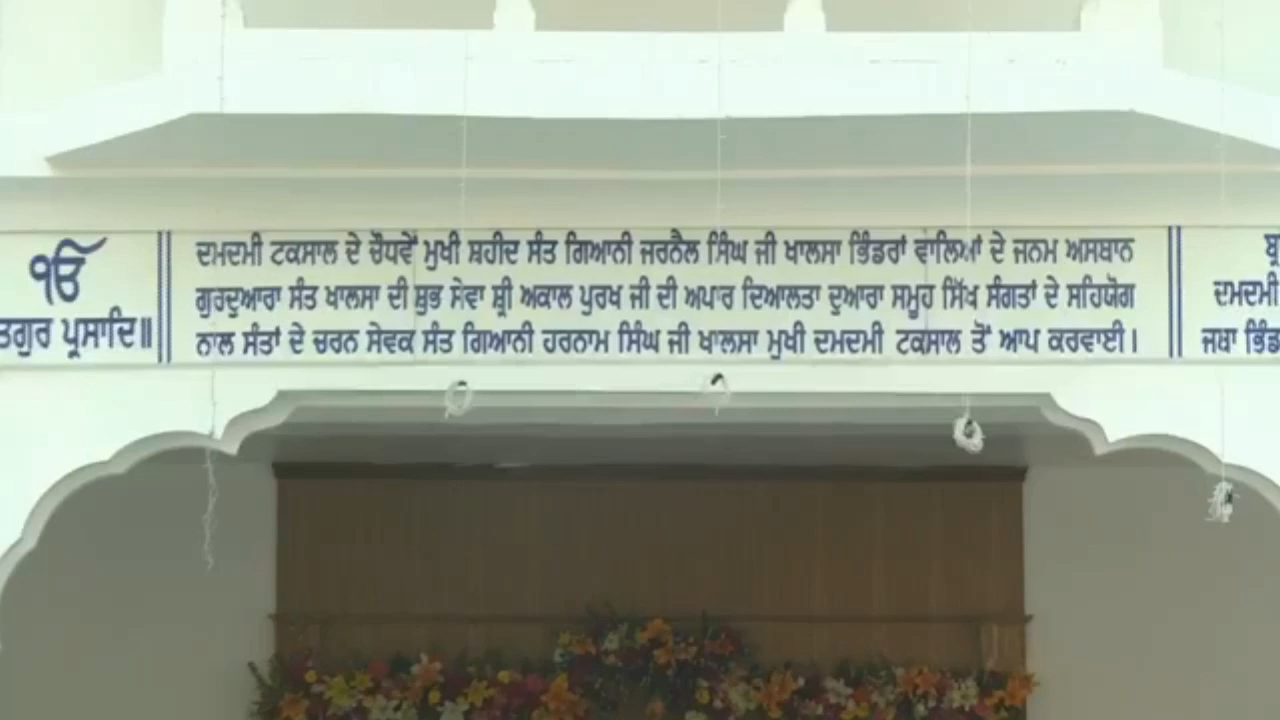 ੴ
ਤਗੁਰ ਪ੍ਰਸਾਦਿ॥
ਦਮਦਮੀ ਟਕਸਾਲ ਦੇ ਚੌਧਵੇਂ ਮੁਖੀ ਸ਼ਹੀਦ ਸੰਤ ਗਿਆਨੀ ਜਰਨੈਲ ਸਿੰਘ ਜੀ ਖਾਲਸਾ ਭਿੰਡਰਾਂ ਵਾਲਿਆਂ ਦੇ ਜਨਮ ਅਸਥਾਨ
ਗੁਰਦੁਆਰਾ ਸੰਤ ਖਾਲਸਾ ਦੀ ਸ਼ੁਭ ਸੇਵਾ ਸ਼੍ਰੀ ਅਕਾਲ ਪੁਰਖ ਜੀ ਦੀ ਅਪਾਰ ਦਿਆਲਤਾ ਦੁਆਰਾ ਸਮੂਹ ਸਿੱਖ ਸੰਗਤਾਂ ਦੇ ਸਹਿਯੋਗ
ਨਾਲ ਸੰਤਾਂ ਦੇ ਚਰਨ ਸੇਵਕ ਸੰਤ ਗਿਆਨੀ ਹਰਨਾਮ ਸਿੰਘ ਜੀ ਖਾਲਸਾ ਮੁਖੀ ਦਮਦਮੀ ਟਕਸਾਲ ਤੋਂ ਆਪ ਕਰਵਾਈ।
ਬ੍ਰ
ਦਮਦਮੀ
ਜਥਾ ਭਿੰਡ